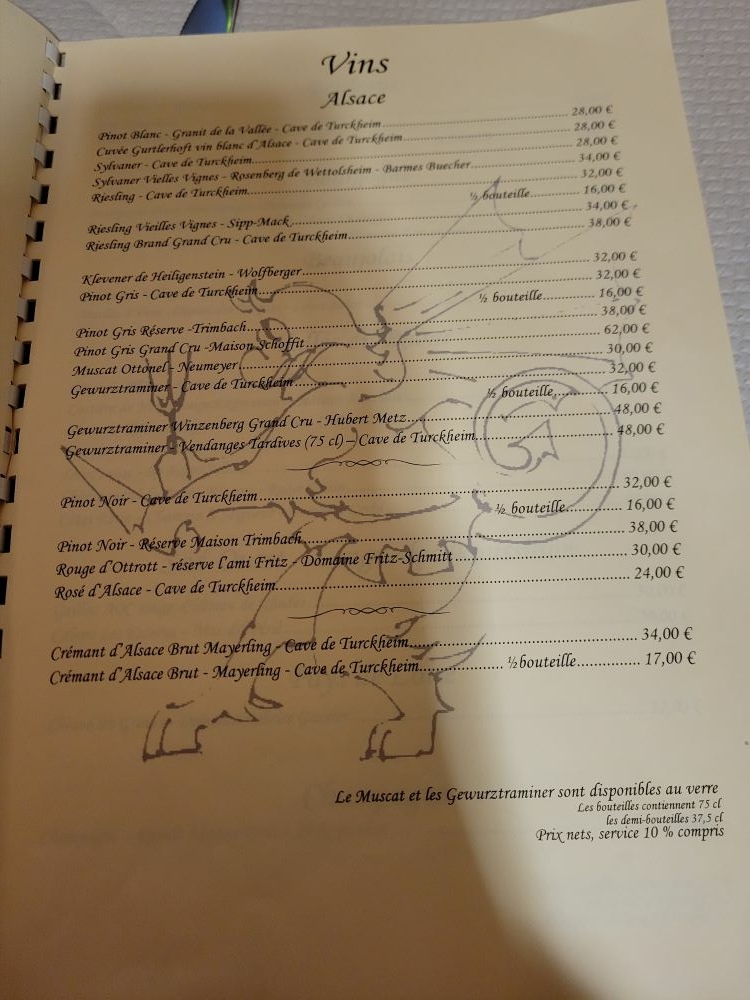 Vins
Alsace
Pinot Blanc - Granit de la Vallée - Cave de Turckheim 28,00 €
Cuvée Gurtlerhoft vin blanc d'Alsace - Cave de Turckheim 28,00 €
Sylvaner - Cave de Turckheim 28,00 €
Sylvaner Vielles Vignes - Rosenberg de Wettolsheim - Barmes Buecher 34,00 €
Riesling - Cave de Turckheim 32,00 €
½ bouteille 16,00 €
Riesling Vieilles Vignes - Sipp-Mack 34,00 €
Riesling Brand Grand Cru - Cave de Turckheim 38,00 €
Klevener de Heiligenstein - Wolfberger 32,00 €
Pinot Gris - Cave de Turckheim 32,00 €
½ bouteille 16,00 €
Pinot Gris Réserve -Trimbach 38,00 €
Pinot Gris Grand Cru -Maison Schoffit 62,00 €
Muscat Ottonel - Neumeyer 30,00 €
Gewurztraminer - Cave de Turckheim 32,00 €
½ bouteille 16,00 €
Gewurztraminer Winzenberg Grand Cru - Hubert Metz 48,00 €
Gewurztraminer - Vendanges Tardives (75 cl) – Cave de Turckheim 48,00 €
Pinot Noir - Cave de Turckheim 32,00 €
½ bouteille 16,00 €
Pinot Noir - Réserve Maison Trimbach 38,00 €
Rouge d'Ottrott - réserve l'ami Fritz - Domaine Fritz-Schmitt 30,00 €
Rosé d'Alsace - Cave de Turckheim 24,00 €
Crémant d'Alsace Brut Mayerling - Cave de Turckheim 34,00 €
Crémant d'Alsace Brut - Mayerling - Cave de Turckheim ½ bouteille 17,00 €
Le Muscat et les Gewurztraminer sont disponibles au verre
Les bouteilles contiennent 75 cl
les demi-bouteilles 37,5 cl
Prix nets, service 10 % compris